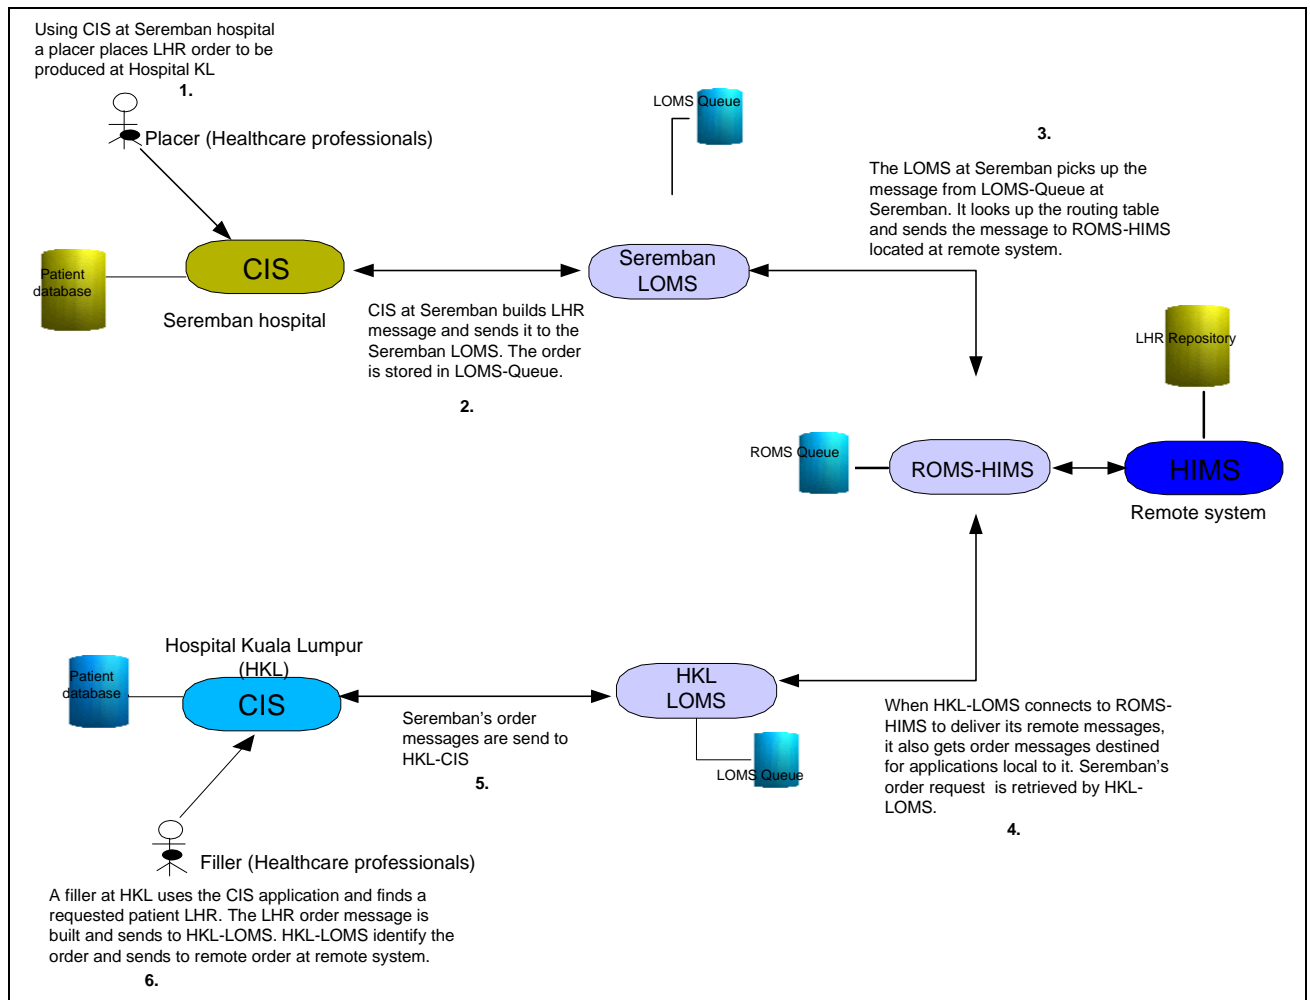 Using CIS at Seremban hospital
a placer places LHR order to be
produced at Hospital KL
1.
Placer (Healthcare professionals)
LOMS Queue
3.
The LOMS at Seremban picks up the
message from LOMS-Queue at
Seremban. It looks up the routing table
and sends the message to ROMS-HIMS
located at remote system.
Patient
database
CIS
Seremban hospital
Seremban
LOMS
CIS at Seremban builds LHR
message and sends it to the
Seremban LOMS. The order
is stored in LOMS-Queue.
2.
LHR Repository
ROMS Queue
ROMS-HIMS
HIMS
Remote system
Hospital Kuala Lumpur
(HKL)
Patient
database
CIS
HKL
LOMS
Seremban's order
messages are send to
HKL-CIS
5.
LOMS Queue
When HKL-LOMS connects to ROMS-
HIMS to deliver its remote messages,
it also gets order messages destined
for applications local to it. Seremban's
order request  is retrieved by HKL-
LOMS.
4.
Filler (Healthcare professionals)
A filler at HKL uses the CIS application and finds a
requested patient LHR. The LHR order message is
built and sends to HKL-LOMS. HKL-LOMS identify the
order and sends to remote order at remote system.
6.